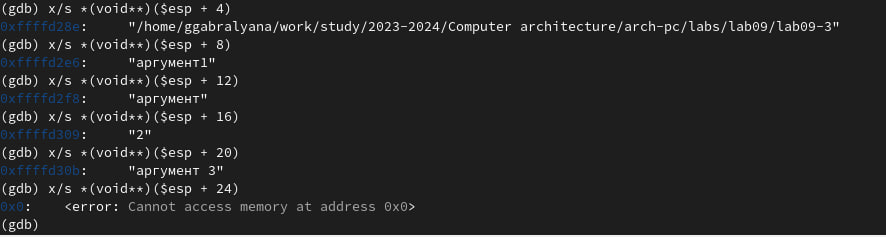 (gdb) x/s *(void**)($esp + 4)
0xffffd28e:     "/home/ggabralyana/work/study/2023-2024/Computer architecture/arch-pc/labs/lab09/lab09-3"
(gdb) x/s *(void**)($esp + 8)
0xffffd2e6:     "аргумент1"
(gdb) x/s *(void**)($esp + 12)
0xffffd2f8:     "аргумент"
(gdb) x/s *(void**)($esp + 16)
0xffffd309:     "2"
(gdb) x/s *(void**)($esp + 20)
0xffffd30b:     "аргумент 3"
(gdb) x/s *(void**)($esp + 24)
0x0:    <error: Cannot access memory at address 0x0>
(gdb)